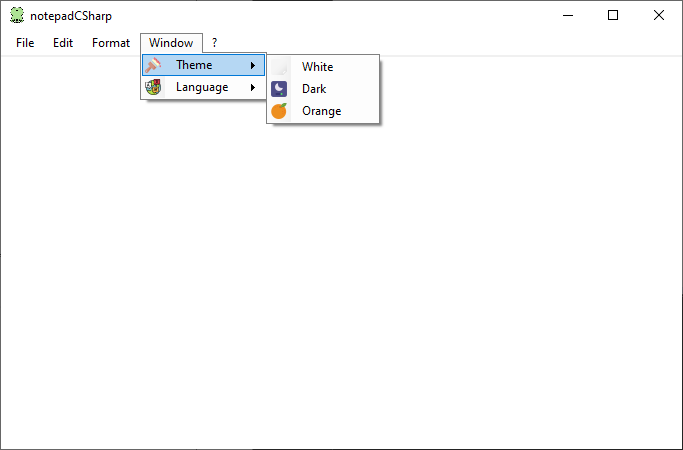 notepadCSharp
File Edit Format Window ?
Theme
Language
White
Dark
Orange